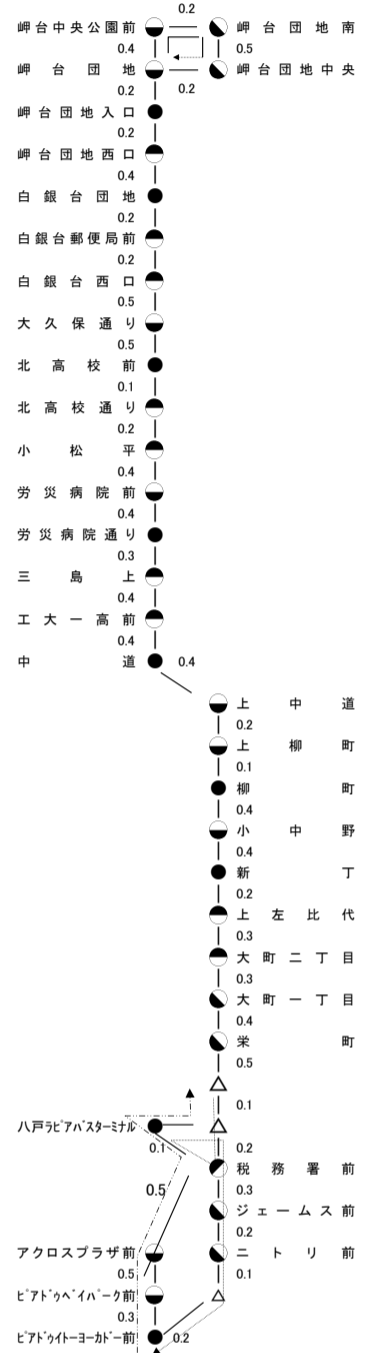 0.2
岬台中央公園前 岬台団地南
0.4 0.5
岬台団地 岬台団地中央
0.2 0.2
岬台団地入口
0.2
岬台団地西口
0.4
白銀台団地
0.2
白銀台郵便局前
0.2
白銀台西口
0.5
大久保通り
0.5
北高校前
0.1
北高校通り
0.2
小松平
0.4
労災病院前
0.4
労災病院通り
0.3
三島上
0.4
工大一高前
0.4
中道 0.4
上中道
0.2
上柳町
0.1
柳町
0.4
小中野
0.4
新丁
0.2
上左比代
0.3
大町二丁目
0.3
大町一丁目
0.4
栄町
0.5
0.1
八戸ラピアバスターミナル
0.1 0.2
税務署前
0.5 0.3
ジェームス前
0.2
アクロスプラザ前 ニトリ前
0.5 0.1
ピアドゥペイパーク前
0.3
ピアドゥイトーヨーカドー前 0.2